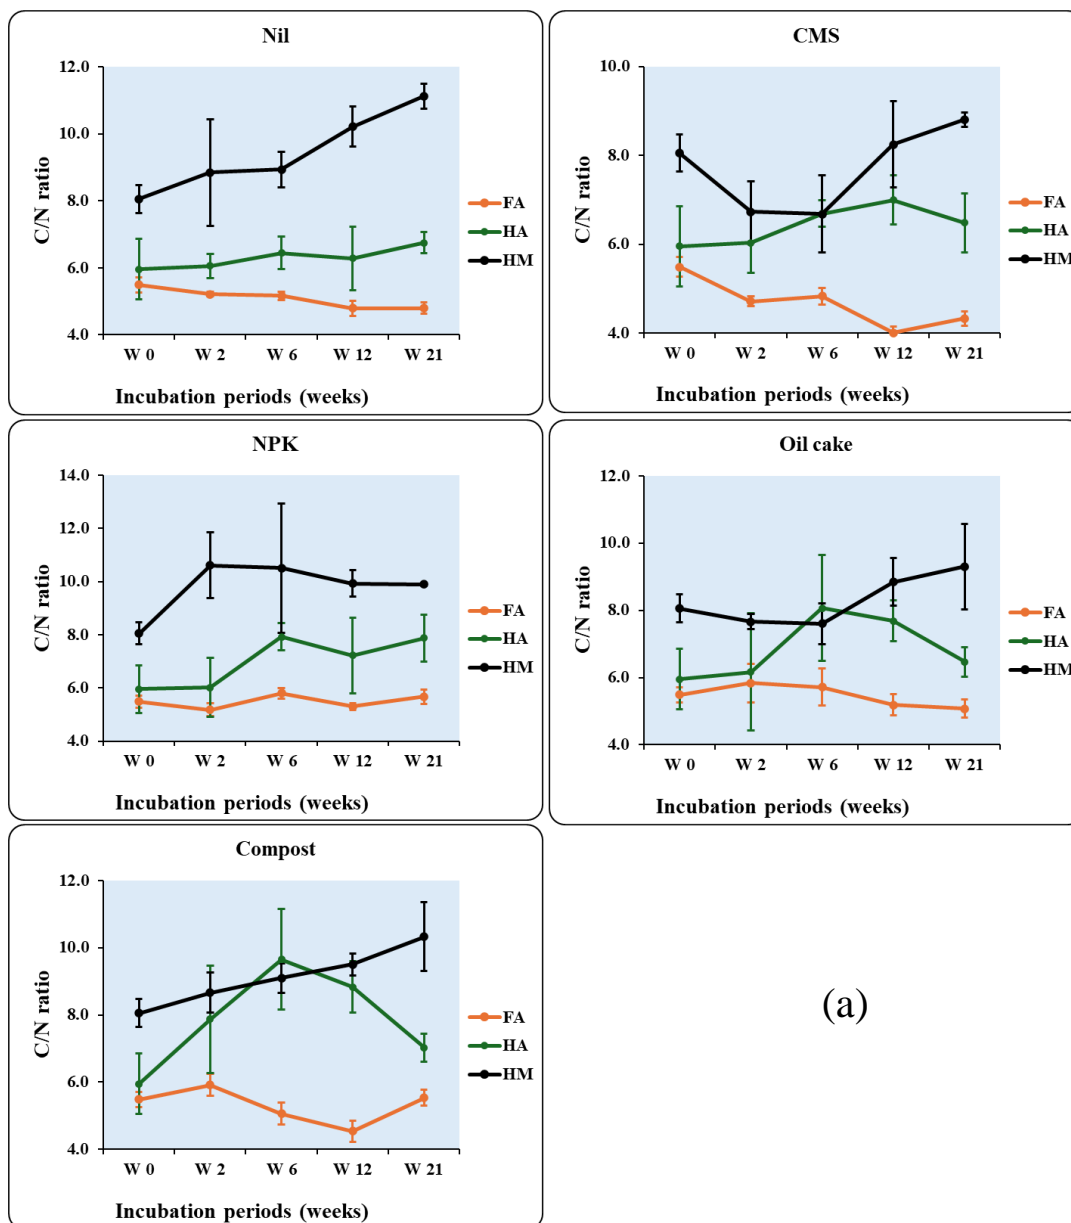 Nil
C/N ratio
12.0
10.0
8.0
6.0
4.0
W 0 W 2 W 6 W 12 W 21
Incubation periods (weeks)
FA
HA
HM
CMS
C/N ratio
10.0
8.0
6.0
4.0
W 0 W 2 W 6 W 12 W 21
Incubation periods (weeks)
FA
HA
HM
NPK
C/N ratio
14.0
12.0
10.0
8.0
6.0
4.0
W 0 W 2 W 6 W 12 W 21
Incubation periods (weeks)
FA
HA
HM
Oil cake
C/N ratio
12.0
10.0
8.0
6.0
4.0
W 0 W 2 W 6 W 12 W 21
Incubation periods (weeks)
FA
HA
HM
Compost
C/N ratio
12.0
10.0
8.0
6.0
4.0
W 0 W 2 W 6 W 12 W 21
Incubation periods (weeks)
FA
HA
HM
(a)